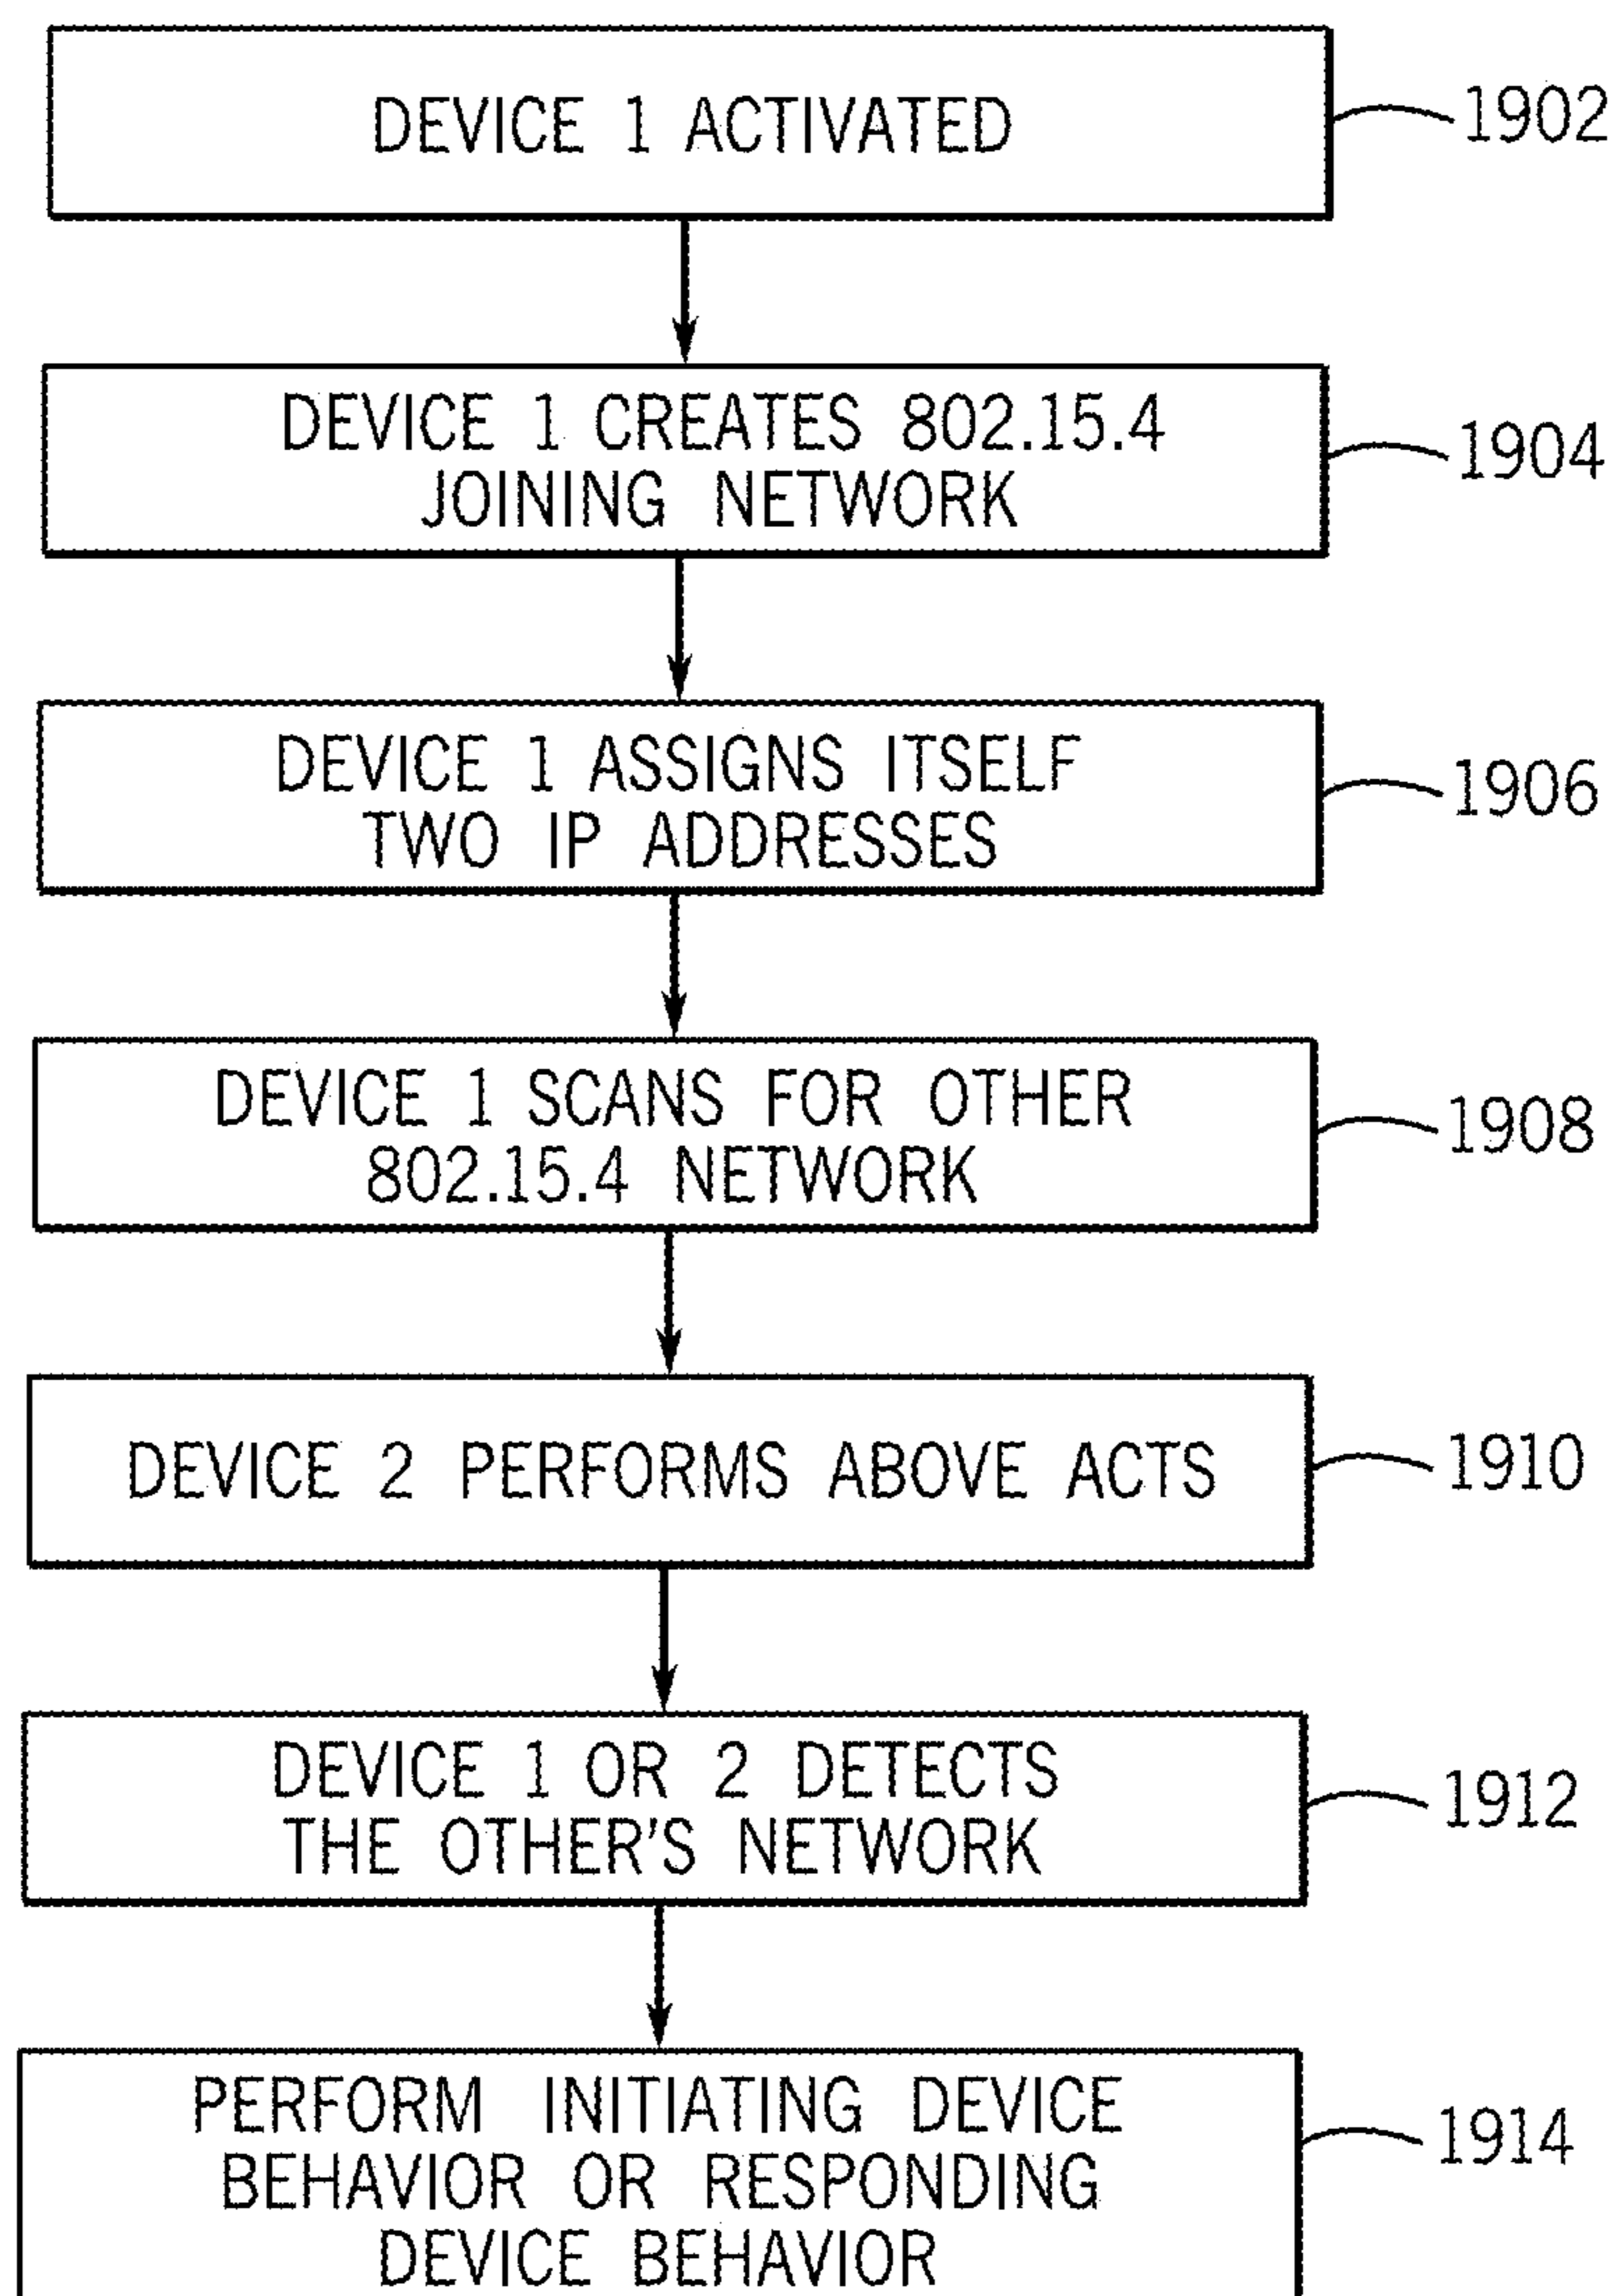 DEVICE 1 ACTIVATED
1902
DEVICE 1 CREATES 802.15.4
JOINING NETWORK
1904
DEVICE 1 ASSIGNS ITSELF
TWO IP ADDRESSES
1906
DEVICE 1 SCANS FOR OTHER
802.15.4 NETWORK
1908
DEVICE 2 PERFORMS ABOVE ACTS
1910
DEVICE 1 OR 2 DETECTS
THE OTHER'S NETWORK
1912
PERFORM INITIATING DEVICE
BEHAVIOR OR RESPONDING
DEVICE BEHAVIOR
1914